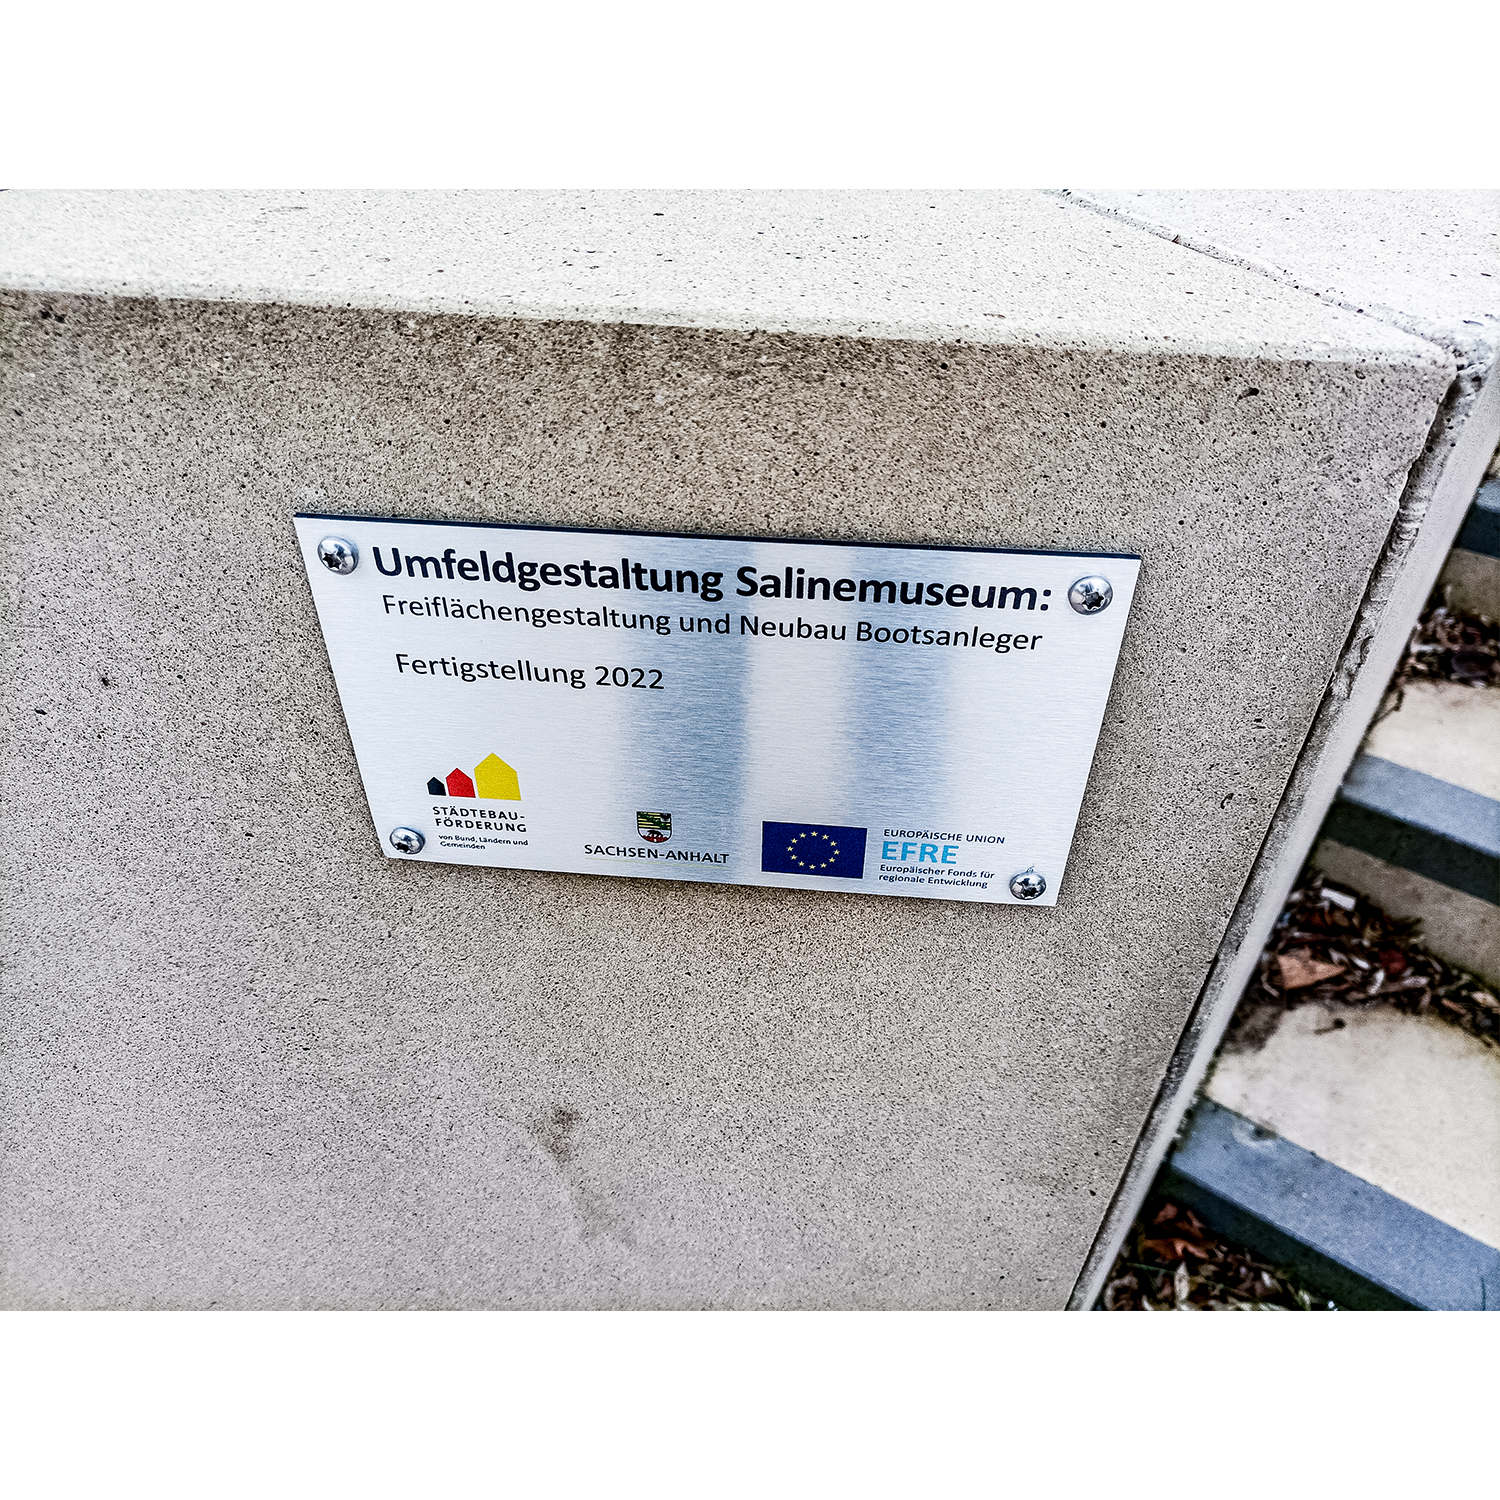 Umfeldgestaltung Salinemuseum:
Freiflächengestaltung und Neubau Bootsanleger
Fertigstellung 2022
STÄDTEBAU-
FÖRDERUNG
von Bund, Ländern und
Gemeinden
SACHSEN-ANHALT
EUROPÄISCHE UNION
EFRE
Europäischer Fonds für
regionale Entwicklung